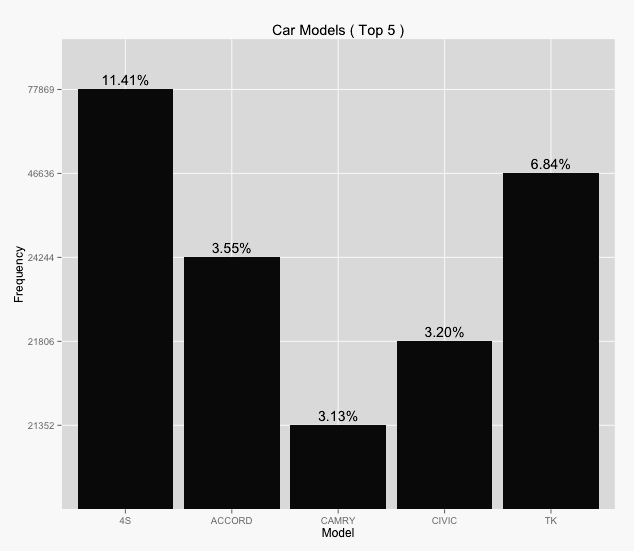 Car Models ( Top 5 )
11.41%
77869
6.84%
46636
3.55%
24244
Frequency
3.20%
21806
3.13%
21352
4S ACCORD CAMRY CIVIC TK
Model